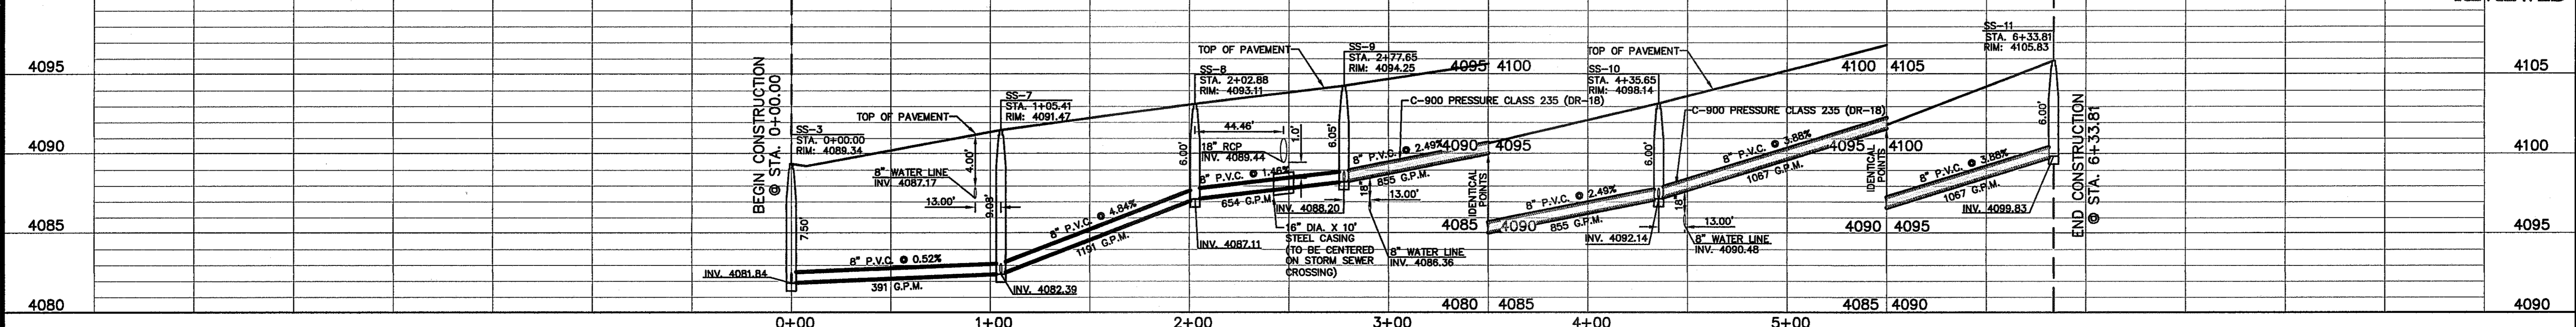 SS-11
STA. 6+33.81
RIM: 4105.83
TOP OF PAVEMENT
SS-9
STA. 2+77.65
RIM: 4094.25
TOP OF PAVEMENT
4095
4095 4100
4100 4105
4105
SS-8
STA. 2+02.88
RIM: 4093.11
SS-10
STA. 4+35.65
RIM: 4098.14
BEGIN CONSTRUCTION
@ STA. 0+00.00
SS-7
STA. 1+05.41
RIM: 4091.47
C-900 PRESSURE CLASS 235 (DR-18)
C-900 PRESSURE CLASS 235 (DR-18)
TOP OF PAVEMENT
SS-3
STA. 0+00.00
RIM: 4089.34
44.46'
1.0'
6.05'
6.00'
6.00'
6.00'
4.00'
18" RCP
INV. 4089.44
4090
4090 4095
4095 4100
4100
8" P.V.C. @ 2.49%
855 G.P.M.
8" P.V.C. @ 3.88%
1067 G.P.M.
IDENTICAL
POINTS
IDENTICAL
POINTS
8" P.V.C. @ 3.88%
1067 G.P.M.
END CONSTRUCTION
@ STA. 6+33.81
8" WATER LINE
INV. 4087.17
13.00'
9.08'
8" P.V.C. @ 1.46%
654 G.P.M.
18"
13.00'
8" P.V.C. @ 2.49%
855 G.P.M.
18"
13.00'
INV. 4088.20
INV. 4099.83
7.50'
8" P.V.C. @ 4.84%
1191 G.P.M.
4085
4085 4090
4090 4095
4095
INV. 4087.11
16" DIA. X 10'
STEEL CASING
(TO BE CENTERED
ON STORM SEWER
CROSSING)
8" WATER LINE
INV. 4086.36
INV. 4092.14
8" WATER LINE
INV. 4090.48
8" P.V.C. @ 0.52%
391 G.P.M.
INV. 4081.84
INV. 4082.39
4080
4080 4085
4085 4090
4090
0+00
1+00
2+00
3+00
4+00
5+00